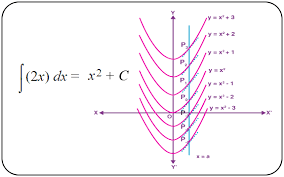 ∫(2x) dx = x² + C
Y
y = x² + 3
y = x² + 2
y = x² + 1
y = x²
y = x² - 1
y = x² - 2
y = x² - 3
X
O
X'
Y'
x = a